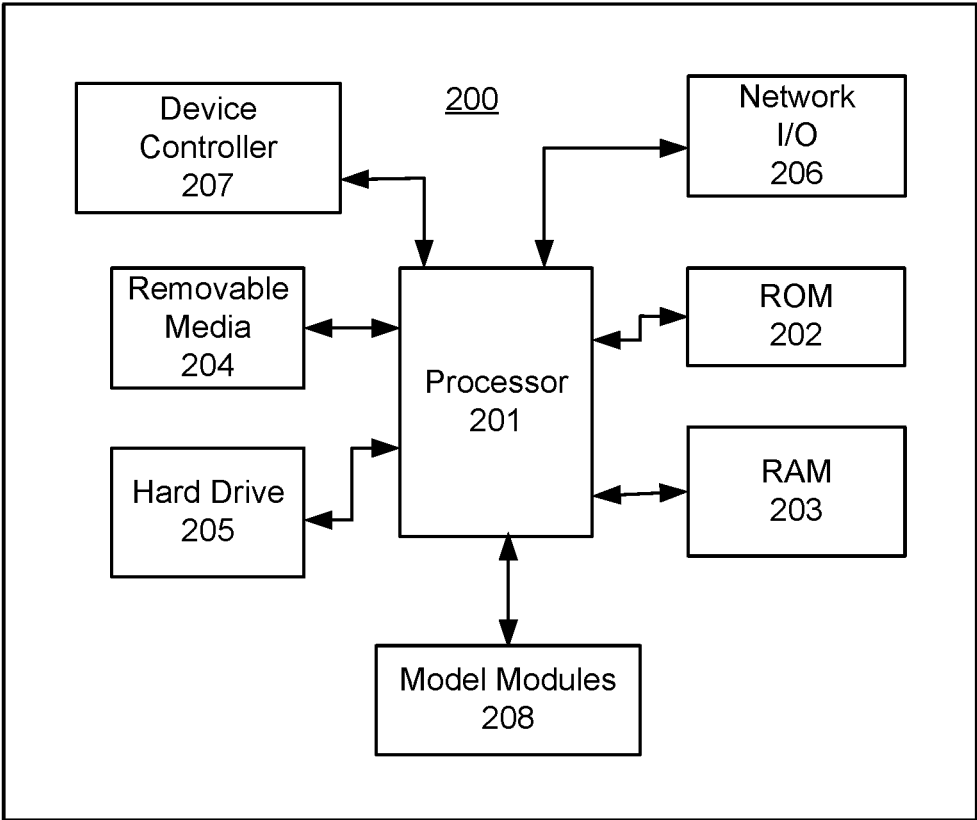 200
Device
Controller
207
Network
I/O
206
Removable
Media
204
Processor
201
ROM
202
Hard Drive
205
RAM
203
Model Modules
208